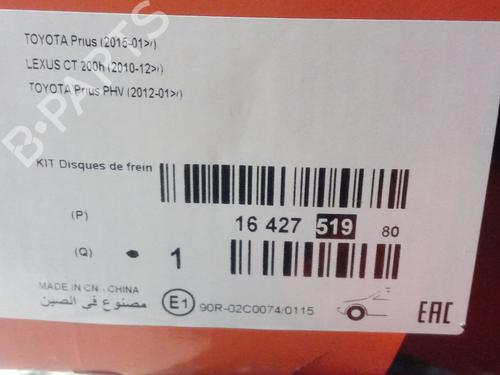 TOYOTA Prius (2015-01>/)
LEXUS CT 200h (2010-12>/)
TOYOTA Prius PHV (2012-01>/)
B-PARTS
KIT Disques de frein
(P)
16 427 519 80
(Q)
1
MADE IN CN - CHINA
مصنوع في الصين
E1 90R-02C0074/0115
EAC